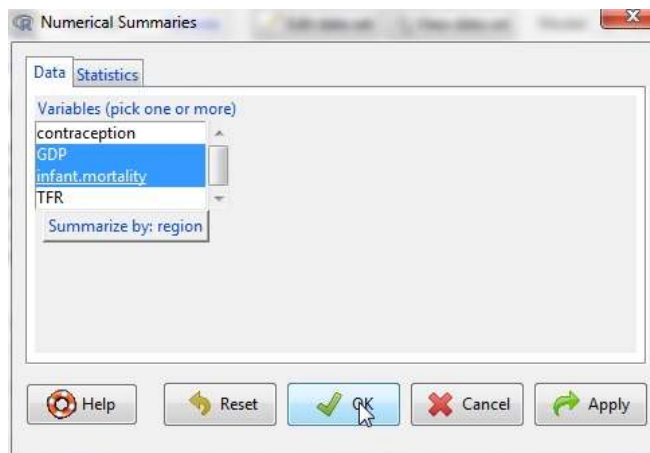 Numerical Summaries
Data Statistics
Variables (pick one or more)
contraception
GDP
infant.mortality
TFR
Summarize by: region
Help Reset OK Cancel Apply